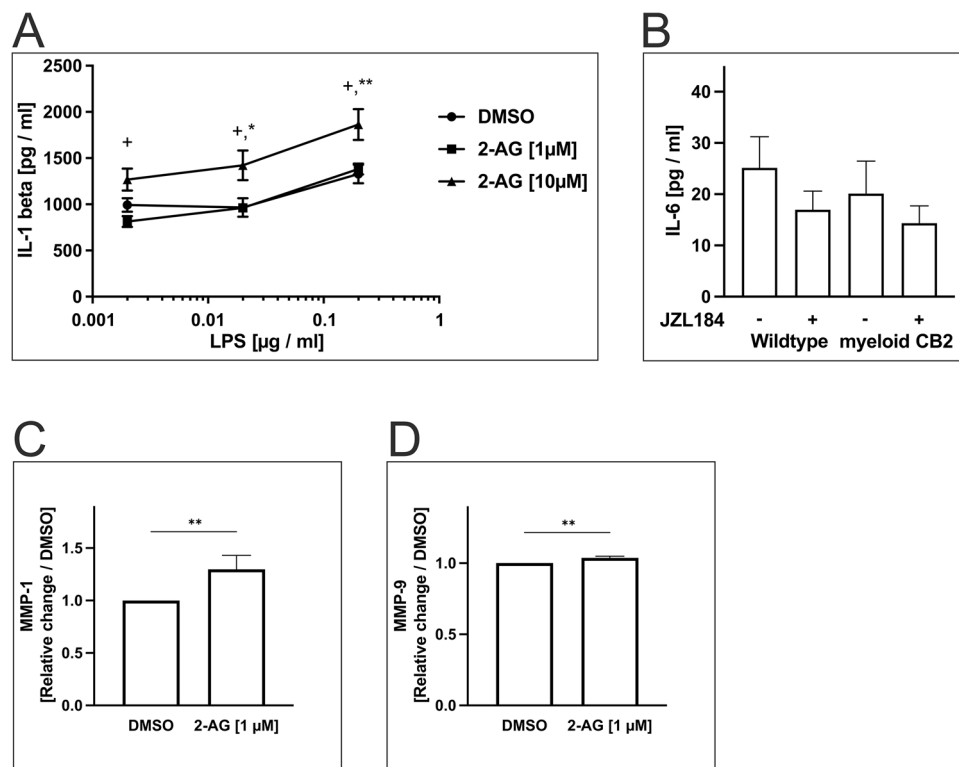 A
IL-1 beta [pg / ml]
2500
2000
1500
1000
500
0
0.001
0.01
0.1
1
LPS [µg / ml]
+
+,*
+,**
DMSO
2-AG [1µM]
2-AG [10µM]
B
IL-6 [pg / ml]
40
30
20
10
0
JZL184 - + - +
Wildtype myeloid CB2
C
MMP-1
[Relative change / DMSO]
1.5
1.0
0.5
0.0
**
DMSO 2-AG [1 µM]
D
MMP-9
[Relative change / DMSO]
1.0
0.5
0.0
**
DMSO 2-AG [1 µM]